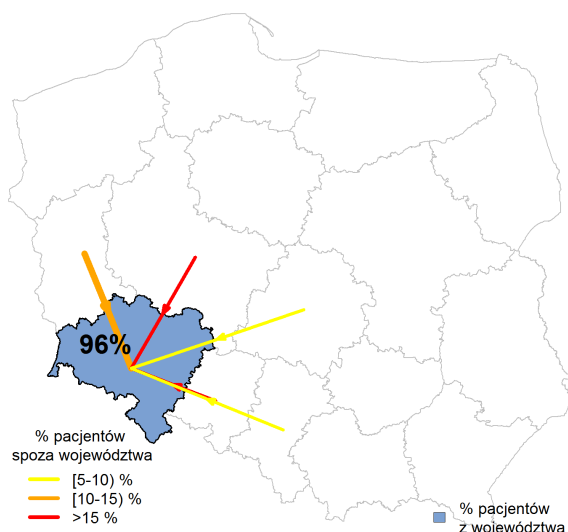 96%
% pacjentów
spoza województwa
[5-10) %
[10-15) %
>15 %
% pacjentów
z województwa